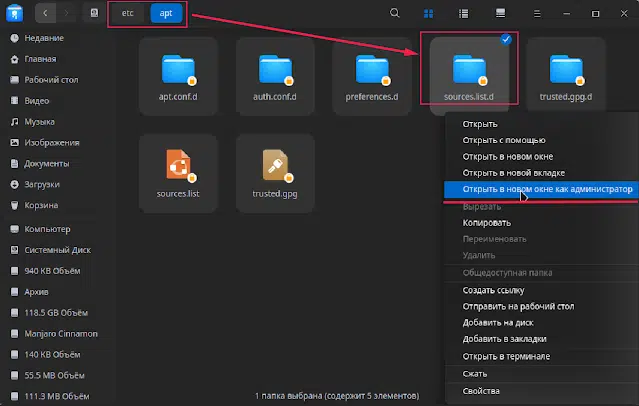 etc
apt
Недавние
Главная
Рабочий стол
Видео
Музыка
Изображения
Документы
Загрузки
Корзина
Компьютер
Системный Диск
940 KB Объём
Архив
118.5 GB Объём
Manjaro Cinnamon
140 KB Объём
55.5 MB Объём
111.3 MB Объём
apt.conf.d
auth.conf.d
preferences.d
sources.list.d
trusted.gpg.d
sources.list
trusted.gpg
Открыть
Открыть с помощью
Открыть в новом окне
Открыть в новой вкладке
Открыть в новом окне как администратор
Вырезать
Копировать
Переименовать
Удалить
Общедоступная папка
Создать ссылку
Отправить на рабочий стол
Добавить на диск
Добавить в закладки
Открыть в терминале
Сжать
Свойства
1 папка выбрана (содержит 5 элементов)